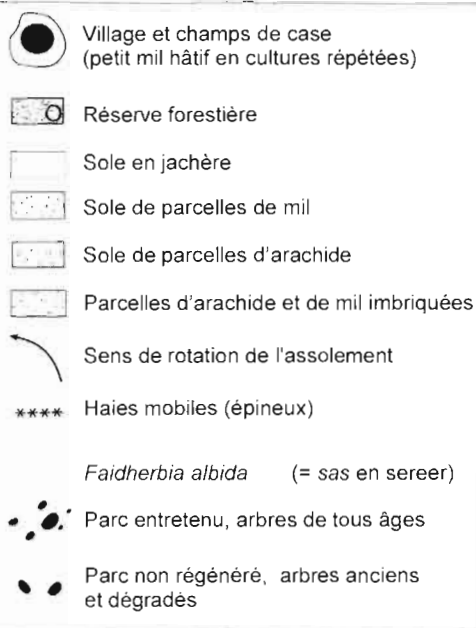 Village et champs de case
(petit mil hâtif en cultures répétées)
Réserve forestière
Sole en jachère
Sole de parcelles de mil
Sole de parcelles d'arachide
Parcelles d'arachide et de mil imbriquées
Sens de rotation de l'assolement
Haies mobiles (épineux)
Faidherbia albida (= sas en sereer)
Parc entretenu, arbres de tous âges
Parc non régénéré, arbres anciens
et dégradés